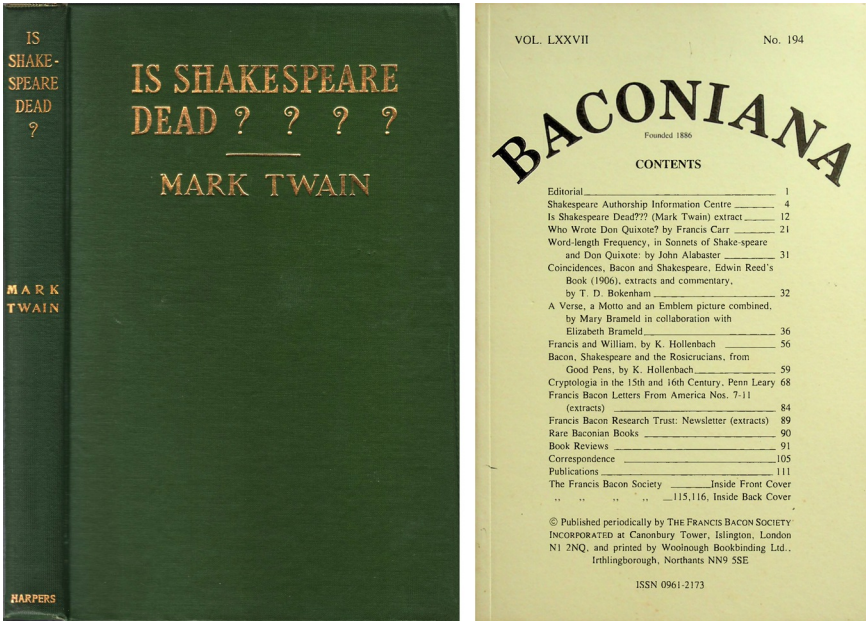 IS
SHAKE-
SPEARE
DEAD
?
MARK
TWAIN
HARPERS
IS SHAKESPEARE
DEAD ? ? ? ?
MARK TWAIN
VOL. LXXVII No. 194
BACONIANA
Founded 1886
CONTENTS
Editorial 1
Shakespeare Authorship Information Centre 4
Is Shakespeare Dead??? (Mark Twain) extract 12
Who Wrote Don Quixote? by Francis Carr 21
Word-length Frequency, in Sonnets of Shake-speare
and Don Quixote: by John Alabaster 31
Coincidences, Bacon and Shakespeare, Edwin Reed's
Book (1906), extracts and commentary,
by T. D. Bokenham 32
A Verse, a Motto and an Emblem picture combined,
by Mary Brameld in collaboration with
Elizabeth Brameld 36
Francis and William, by K. Hollenbach 56
Bacon, Shakespeare and the Rosicrucians, from
Good Pens, by K. Hollenbach 59
Cryptologia in the 15th and 16th Century, Penn Leary 68
Francis Bacon Letters From America Nos. 7-11
(extracts) 84
Francis Bacon Research Trust: Newsletter (extracts) 89
Rare Baconian Books 90
Book Reviews 91
Correspondence 105
Publications 111
The Francis Bacon Society Inside Front Cover
,, ,, ,, ,, 115,116, Inside Back Cover
© Published periodically by THE FRANCIS BACON SOCIETY
INCORPORATED at Canonbury Tower, Islington, London
N1 2NQ, and printed by Woolnough Bookbinding Ltd.,
Irthlingborough, Northants NN9 5SE
ISSN 0961-2173